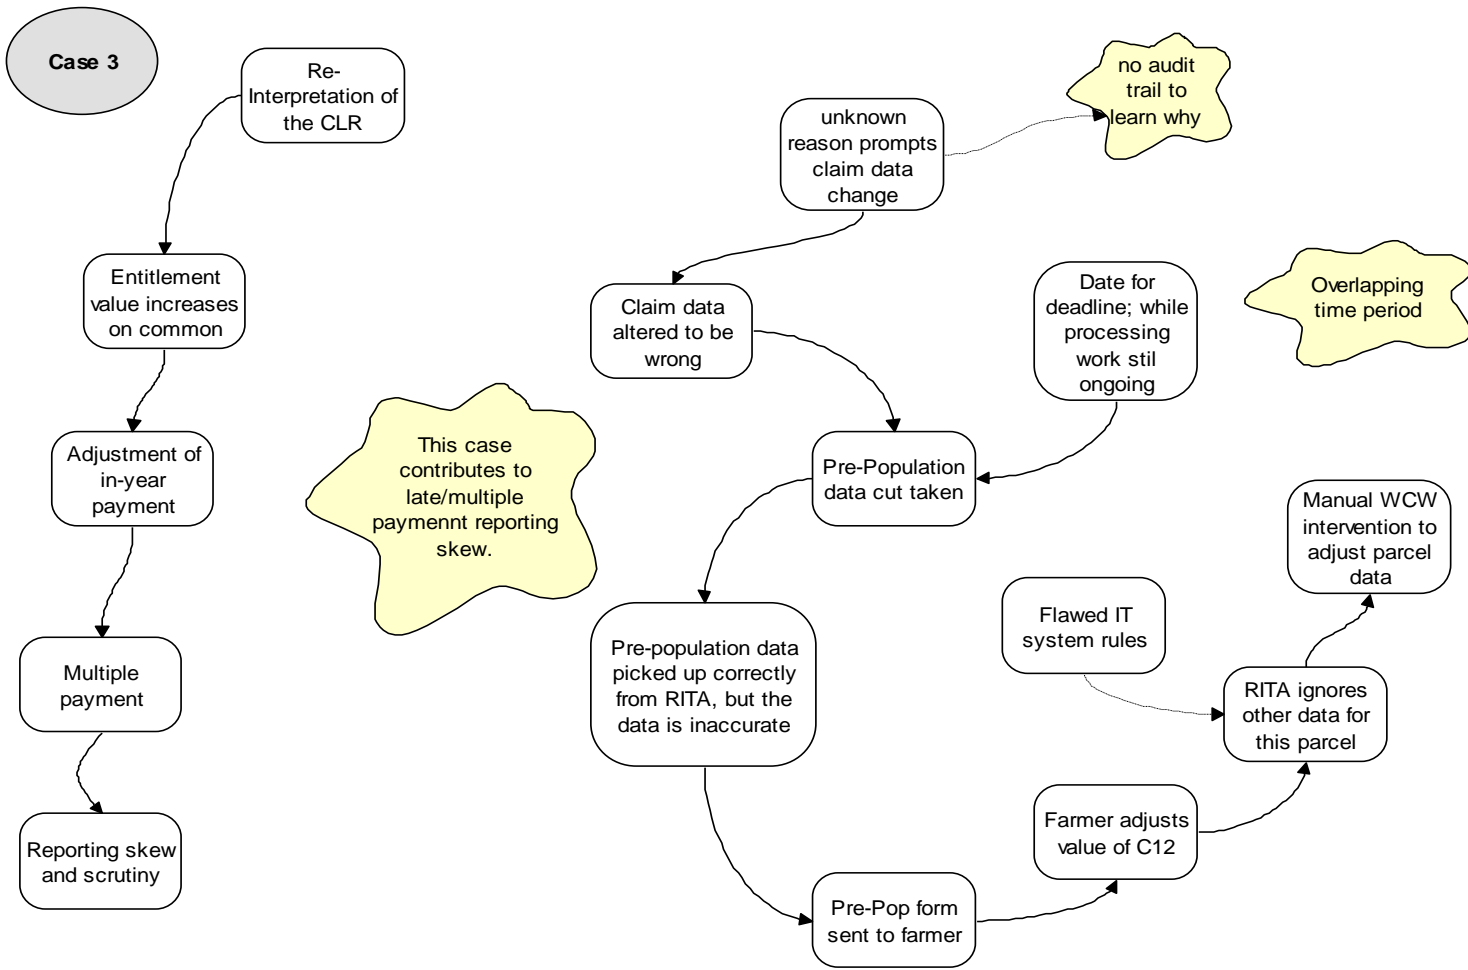 Case 3
Re-
Interpretation of
the CLR
Entitlement
value increases
on common
Adjustment of
in-year
payment
Multiple
payment
Reporting skew
and scrutiny
This case
contributes to
late/multiple
paymennt reporting
skew.
unknown
reason prompts
claim data
change
no audit
trail to
learn why
Claim data
altered to be
wrong
Date for
deadline; while
processing
work stil
ongoing
Overlapping
time period
Pre-Population
data cut taken
Pre-population data
picked up correctly
from RITA, but the
data is inaccurate
Pre-Pop form
sent to farmer
Farmer adjusts
value of C12
Flawed IT
system rules
RITA ignores
other data for
this parcel
Manual WCW
intervention to
adjust parcel
data